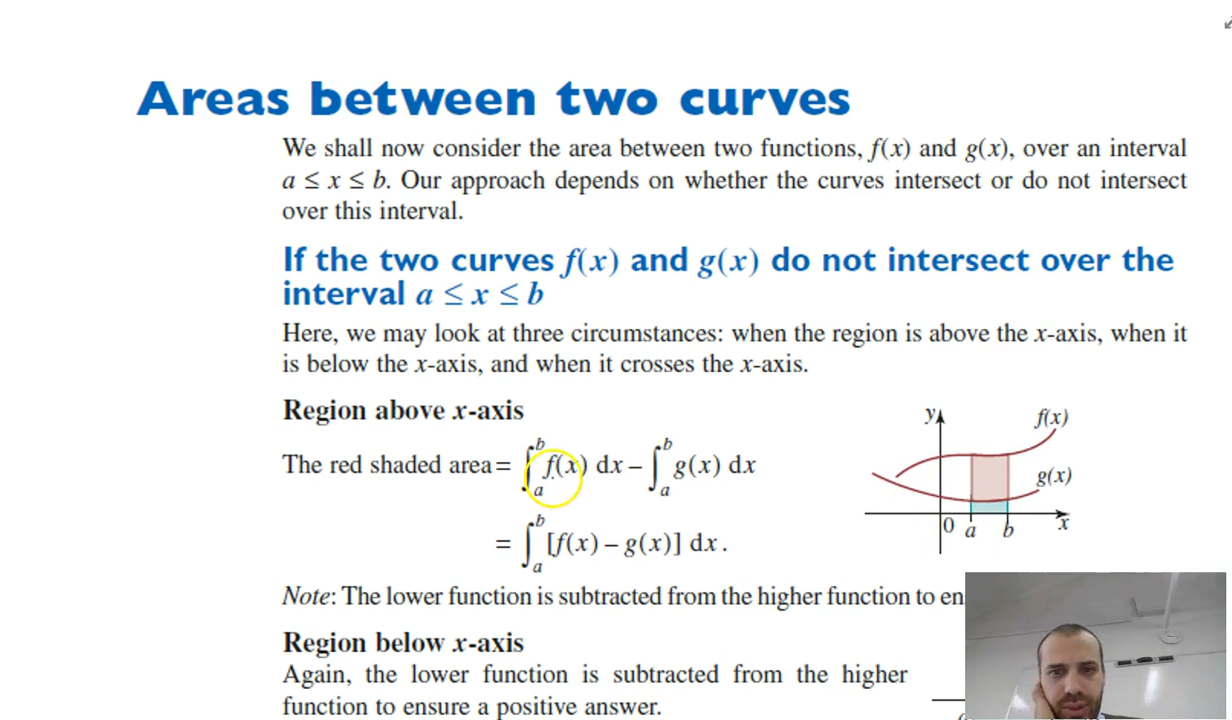 Areas between two curves
We shall now consider the area between two functions, f(x) and g(x), over an interval
a ≤ x ≤ b. Our approach depends on whether the curves intersect or do not intersect
over this interval.
If the two curves f(x) and g(x) do not intersect over the
interval a ≤ x ≤ b
Here, we may look at three circumstances: when the region is above the x-axis, when it
is below the x-axis, and when it crosses the x-axis.
Region above x-axis
The red shaded area = ∫_a^b f(x) dx – ∫_a^b g(x) dx
= ∫_a^b [f(x) – g(x)] dx.
y
f(x)
g(x)
0 a b x
Note: The lower function is subtracted from the higher function to en
Region below x-axis
Again, the lower function is subtracted from the higher
function to ensure a positive answer.